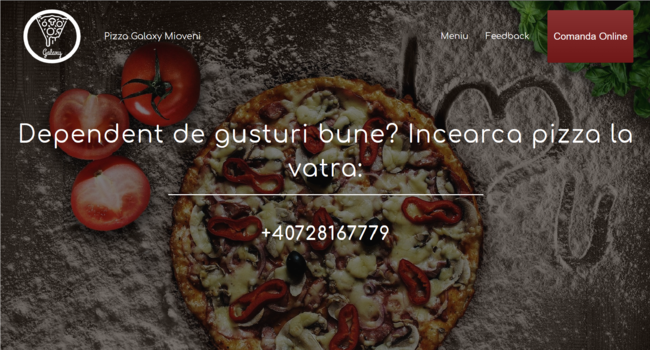 Galaxy
Pizza Galaxy Mioveni
Meniu
Feedback
Comanda Online
Dependent de gusturi bune? Incearca pizza la
vatra:
+40728167779